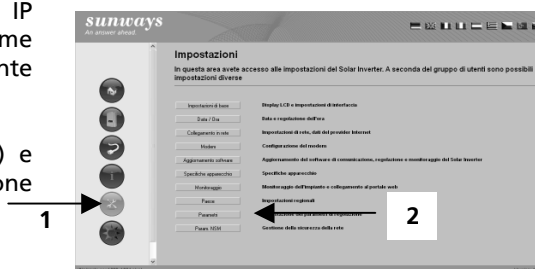 IP
me
nte
) e
one
1
sunways
An answer ahead.
Impostazioni
In questa area avete accesso alle impostazioni del Solar Inverter. A seconda del gruppo di utenti sono possibili
impostazioni diverse
Impostazioni di base Display LCD e impostazioni di interfaccia
Data / Ora Data e regolazione dell'ora
Collegamento in rete Impostazioni di rete, dati del provider Internet
Modem Configurazione del modem
Aggiornamento software Aggiornamento del software di comunicazione, regolazione o monitoraggio del Solar Inverter
Specifiche apparecchio Specifiche apparecchio
Monitoraggio Monitoraggio dell'impianto e collegamento al portale web
Paese Impostazioni regionali
Parametri dei parametri di regolazione
Param. NSM Gestione della sicurezza della rete
2